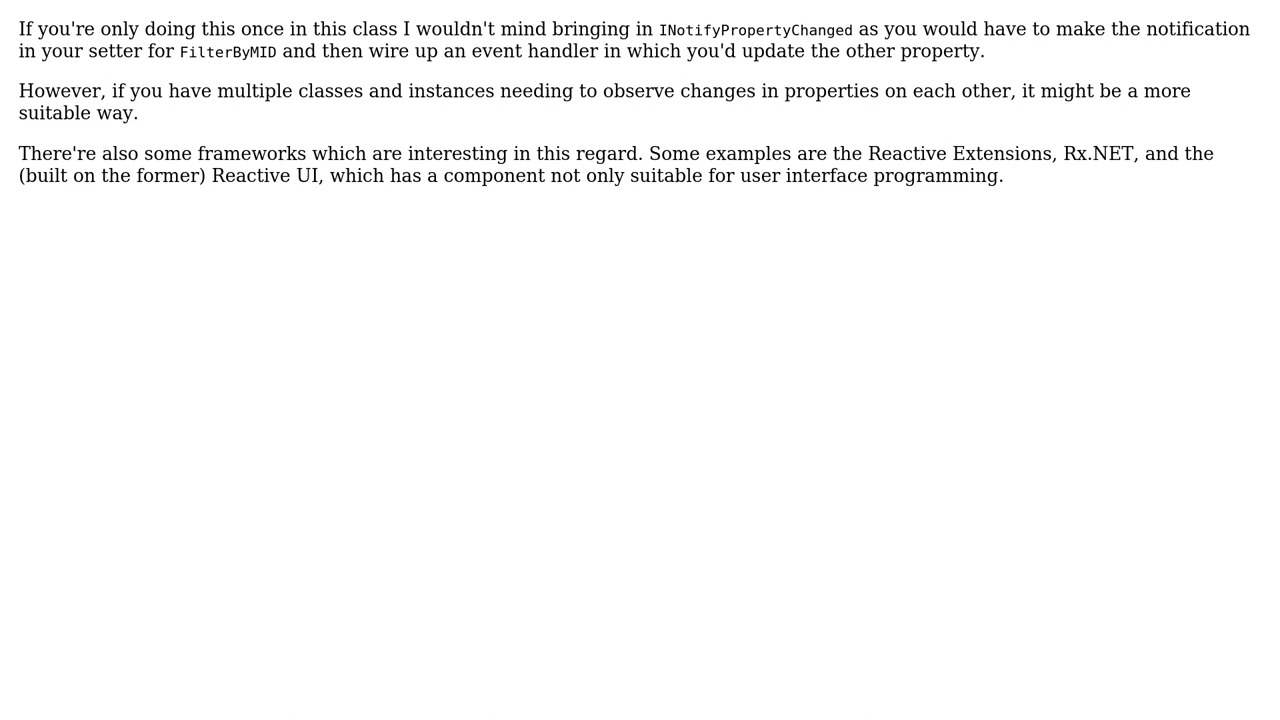 If you're only doing this once in this class I wouldn't mind bringing in INotifyPropertyChanged as you would have to make the notification
in your setter for FilterByMID and then wire up an event handler in which you'd update the other property.
However, if you have multiple classes and instances needing to observe changes in properties on each other, it might be a more
suitable way.
There're also some frameworks which are interesting in this regard. Some examples are the Reactive Extensions, Rx.NET, and the
(built on the former) Reactive UI, which has a component not only suitable for user interface programming.